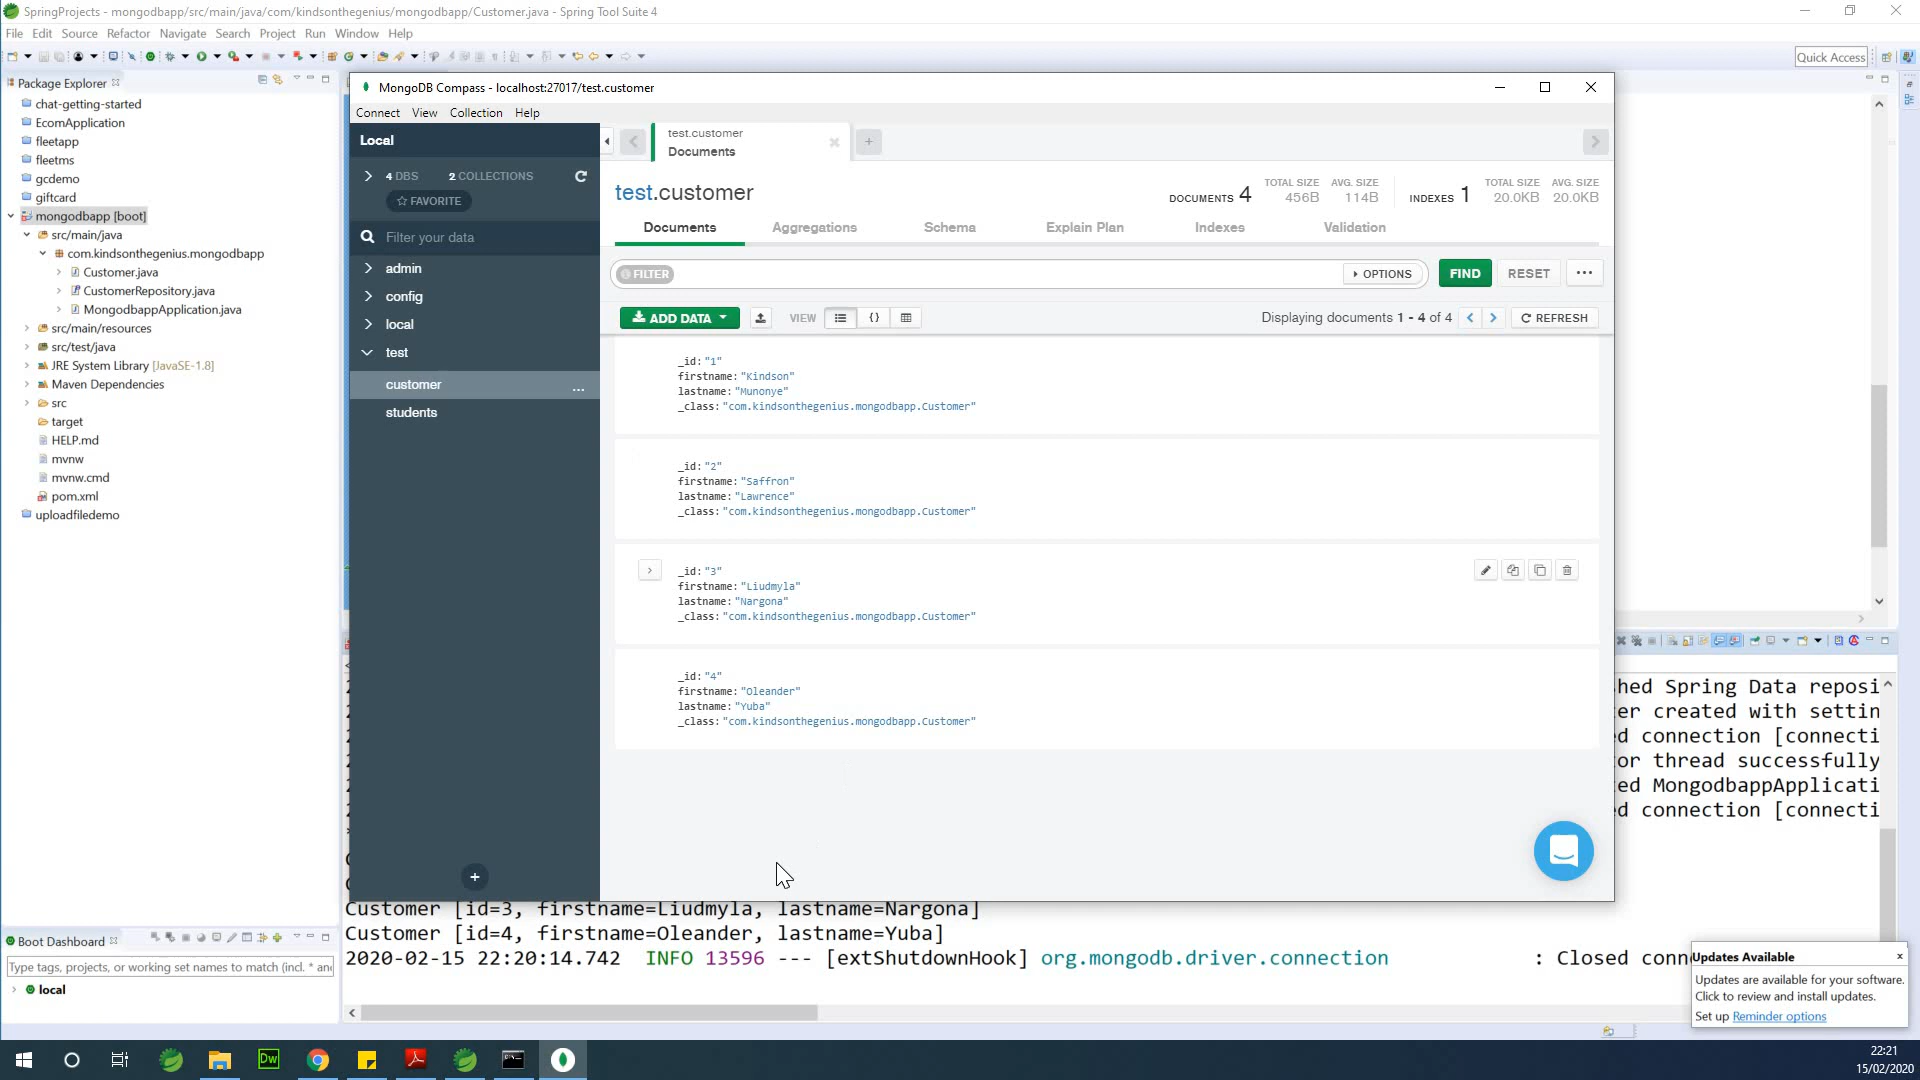 SpringProjects - mongodbapp/src/main/java/com/kindsonthegenius/mongodbapp/Customer.java - Spring Tool Suite 4
File Edit Source Refactor Navigate Search Project Run Window Help
Quick Access
Package Explorer
chat-getting-started
EcomApplication
fleetapp
fleetms
gcdemo
giftcard
mongodbapp [boot]
src/main/java
com.kindsonthegenius.mongodbapp
Customer.java
CustomerRepository.java
MongodbappApplication.java
src/main/resources
src/test/java
JRE System Library [JavaSE-1.8]
Maven Dependencies
src
target
HELP.md
mvnw
mvnw.cmd
pom.xml
uploadfiledemo
MongoDB Compass - localhost:27017/test.customer
Connect View Collection Help
Local
4 DBS 2 COLLECTIONS
FAVORITE
Filter your data
admin
config
local
test
customer ...
students
+
test.customer
Documents
+
test.customer
DOCUMENTS 4 TOTAL SIZE 456B AVG. SIZE 114B INDEXES 1 TOTAL SIZE 20.0KB AVG. SIZE 20.0KB
Documents Aggregations Schema Explain Plan Indexes Validation
FILTER OPTIONS FIND RESET ...
ADD DATA VIEW {} Displaying documents 1 - 4 of 4 REFRESH
_id: "1"
firstname: "Kindson"
lastname: "Munonye"
_class: "com.kindsonthegenius.mongodbapp.Customer"
_id: "2"
firstname: "Saffron"
lastname: "Lawrence"
_class: "com.kindsonthegenius.mongodbapp.Customer"
_id: "3"
firstname: "Liudmyla"
lastname: "Nargona"
_class: "com.kindsonthegenius.mongodbapp.Customer"
_id: "4"
firstname: "Oleander"
lastname: "Yuba"
_class: "com.kindsonthegenius.mongodbapp.Customer"
hed Spring Data reposi
er created with settin
d connection [connecti
or thread successfully
ed MongodbappApplicati
d connection [connecti
Customer [id=3, firstname=Liudmyla, lastname=Nargona]
Customer [id=4, firstname=Oleander, lastname=Yuba]
2020-02-15 22:20:14.742 INFO 13596 --- [extShutdownHook] org.mongodb.driver.connection : Closed conn
Boot Dashboard
Type tags, projects, or working set names to match (incl. * an
local
Updates Available
Updates are available for your software.
Click to review and install updates.
Set up Reminder options
Dw
22:21
15/02/2020